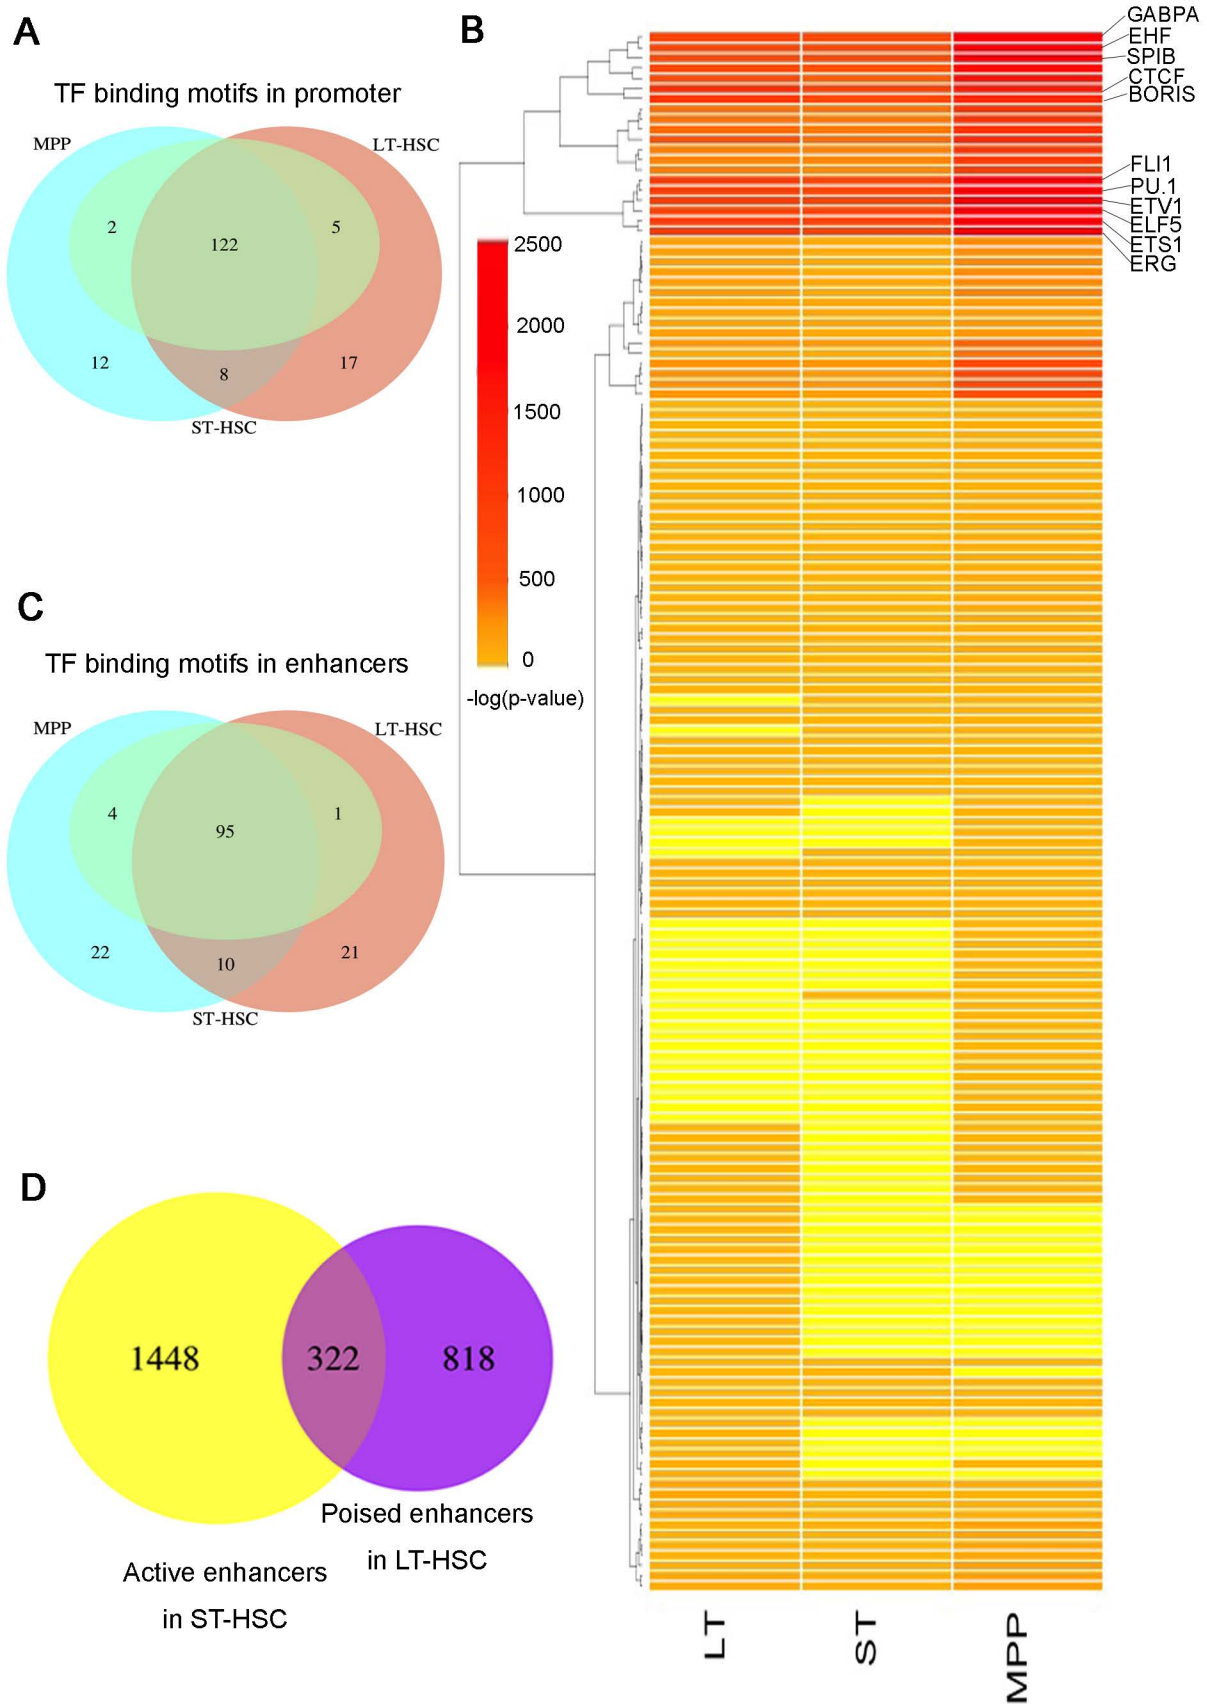 A
TF binding motifs in promoter
MPP
LT-HSC
2
122
5
12
8
17
ST-HSC
B
GABPA
EHF
SPIB
CTCF
BORIS
FLI1
PU.1
ETV1
ELF5
ETS1
ERG
2500
2000
1500
1000
500
0
-log(p-value)
LT
ST
MPP
C
TF binding motifs in enhancers
MPP
LT-HSC
4
95
1
22
10
21
ST-HSC
D
1448
322
818
Poised enhancers
in LT-HSC
Active enhancers
in ST-HSC